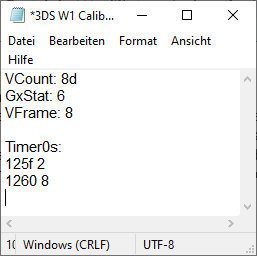 *3DS W1 Calib...
Datei Bearbeiten Format Ansicht
Hilfe
VCount: 8d
GxStat: 6
VFrame: 8

Timer0s:
125f 2
1260 8
Windows (CRLF) UTF-8